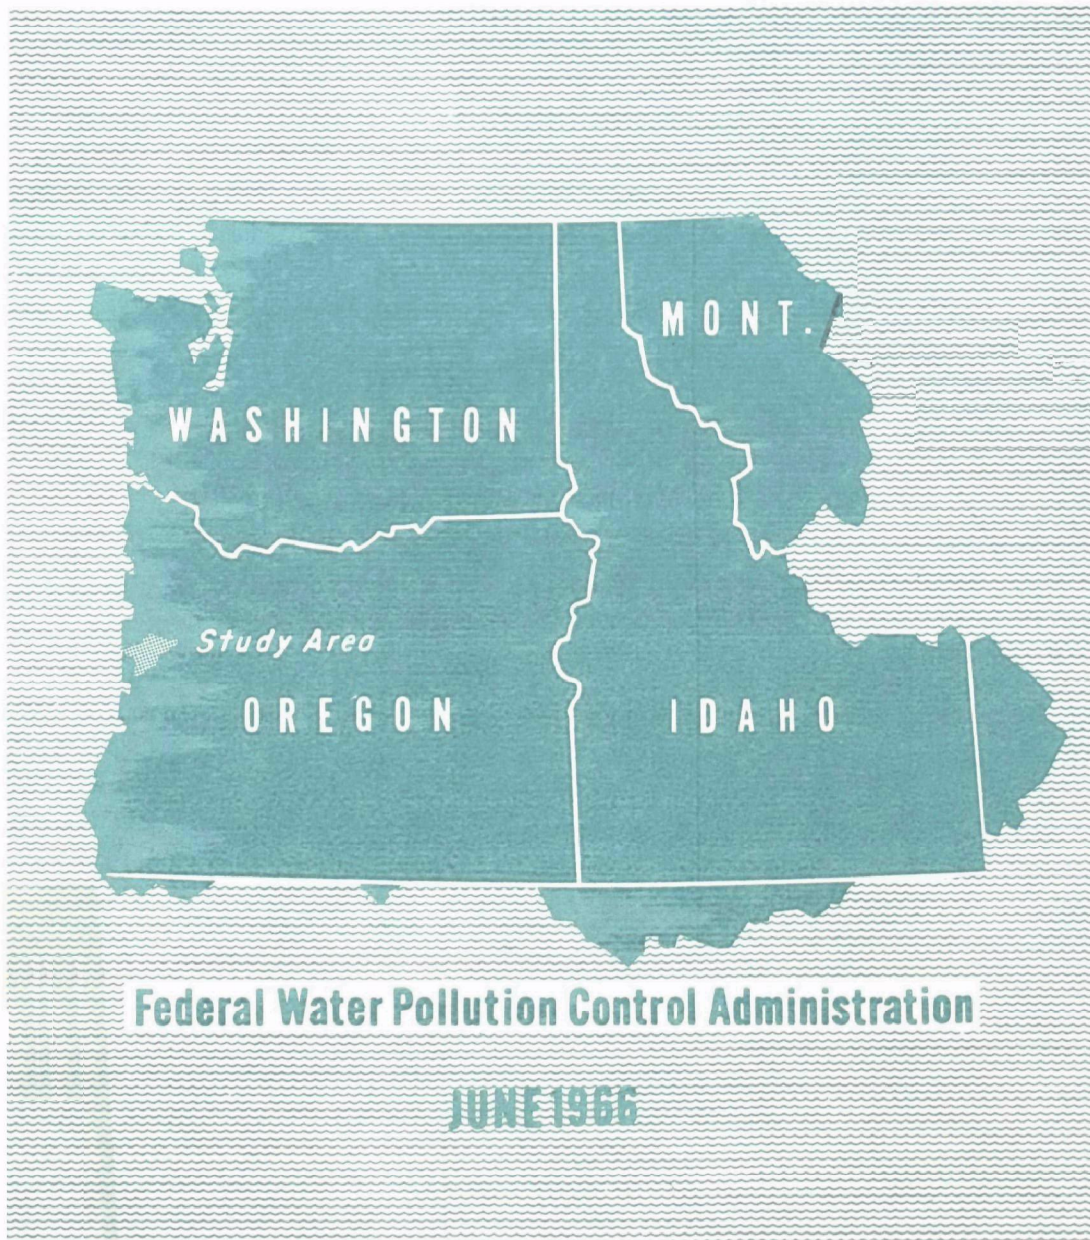 MONT.
WASHINGTON
Study Area
OREGON
IDAHO
Federal Water Pollution Control Administration
JUNE 1966